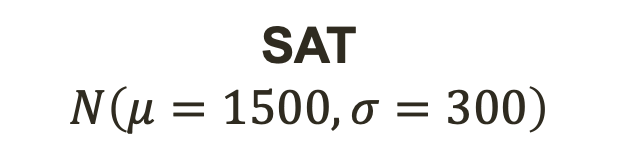 SAT
N(μ = 1500, σ = 300)